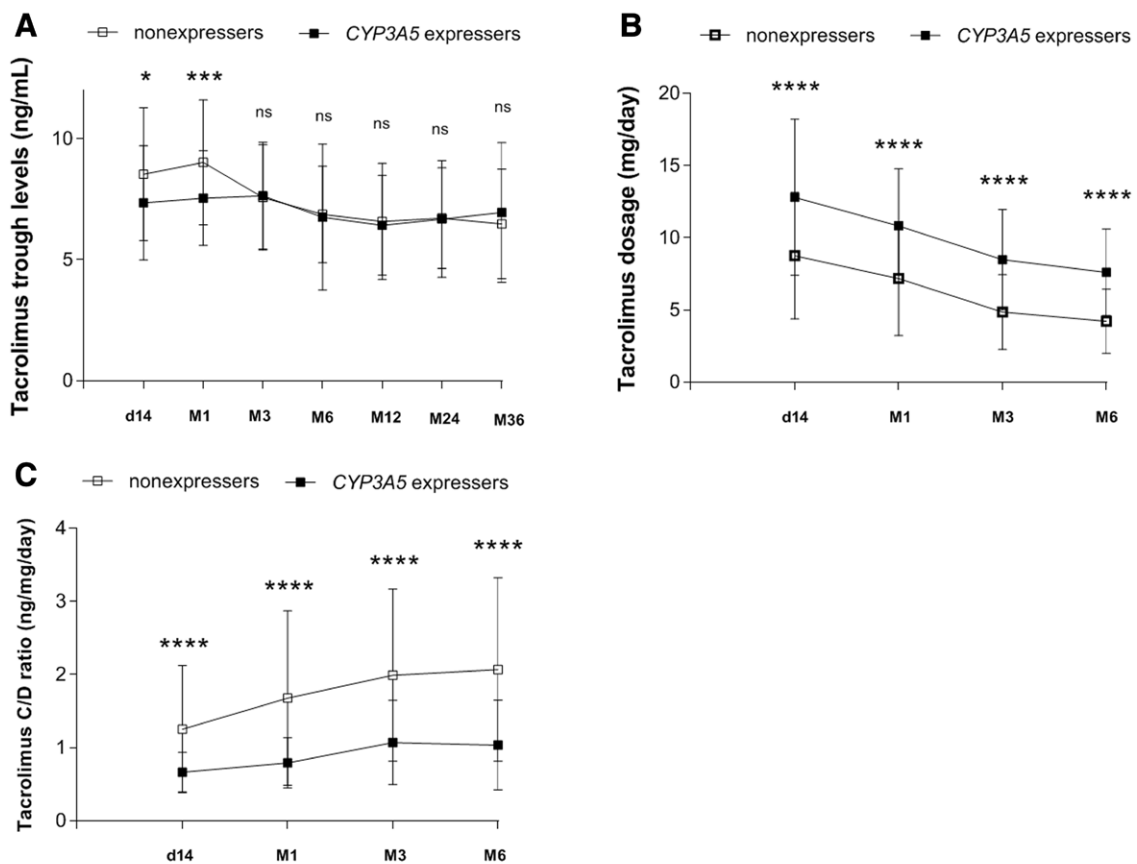 A
nonexpressers
CYP3A5 expressers
Tacrolimus trough levels (ng/mL)
10
5
0
*
***
ns
ns
ns
ns
ns
d14
M1
M3
M6
M12
M24
M36
B
nonexpressers
CYP3A5 expressers
Tacrolimus dosage (mg/day)
20
15
10
5
0
****
****
****
****
d14
M1
M3
M6
C
nonexpressers
CYP3A5 expressers
Tacrolimus C/D ratio (ng/mg/day)
4
3
2
1
0
****
****
****
****
d14
M1
M3
M6